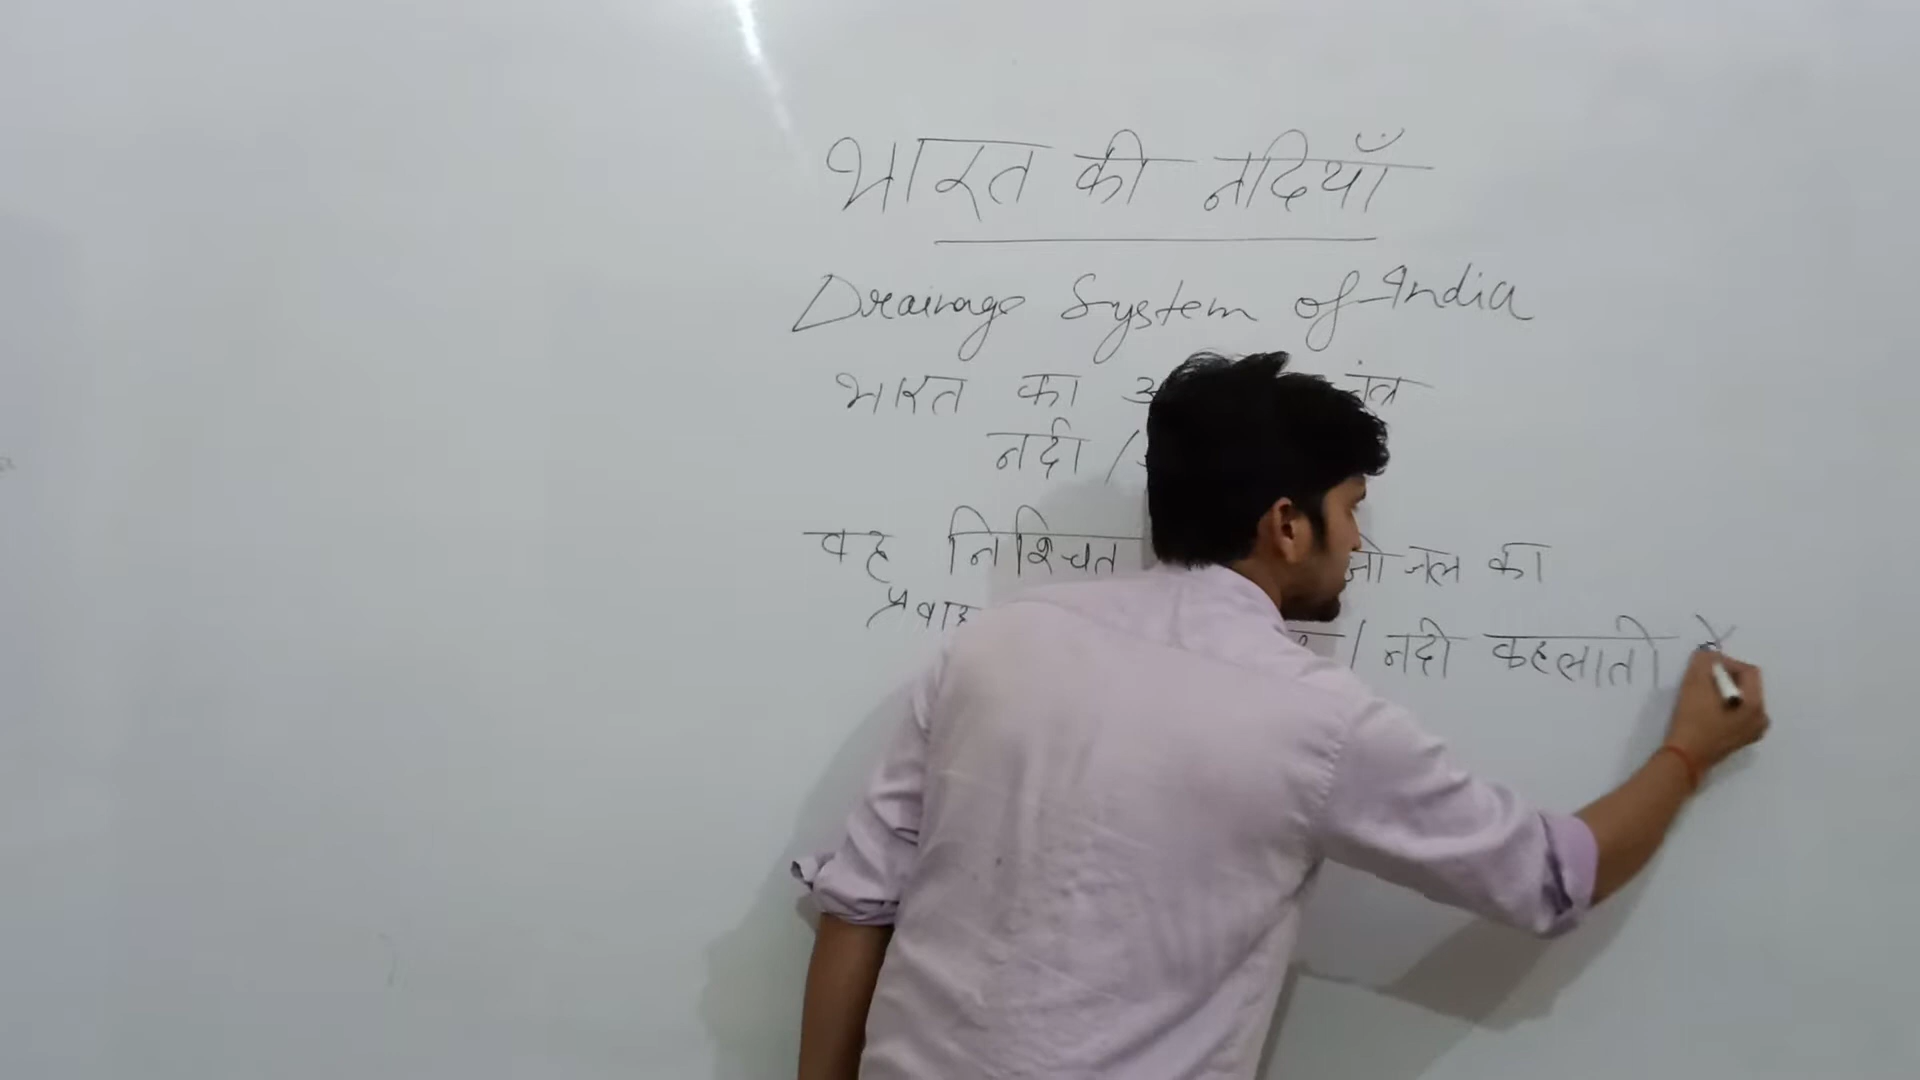 भारत की नदियाँ
Drainage System of India
भारत का तंत्र
नदी /
वह निश्चित जो जल का
प्रवाह / नदी कहलाती है